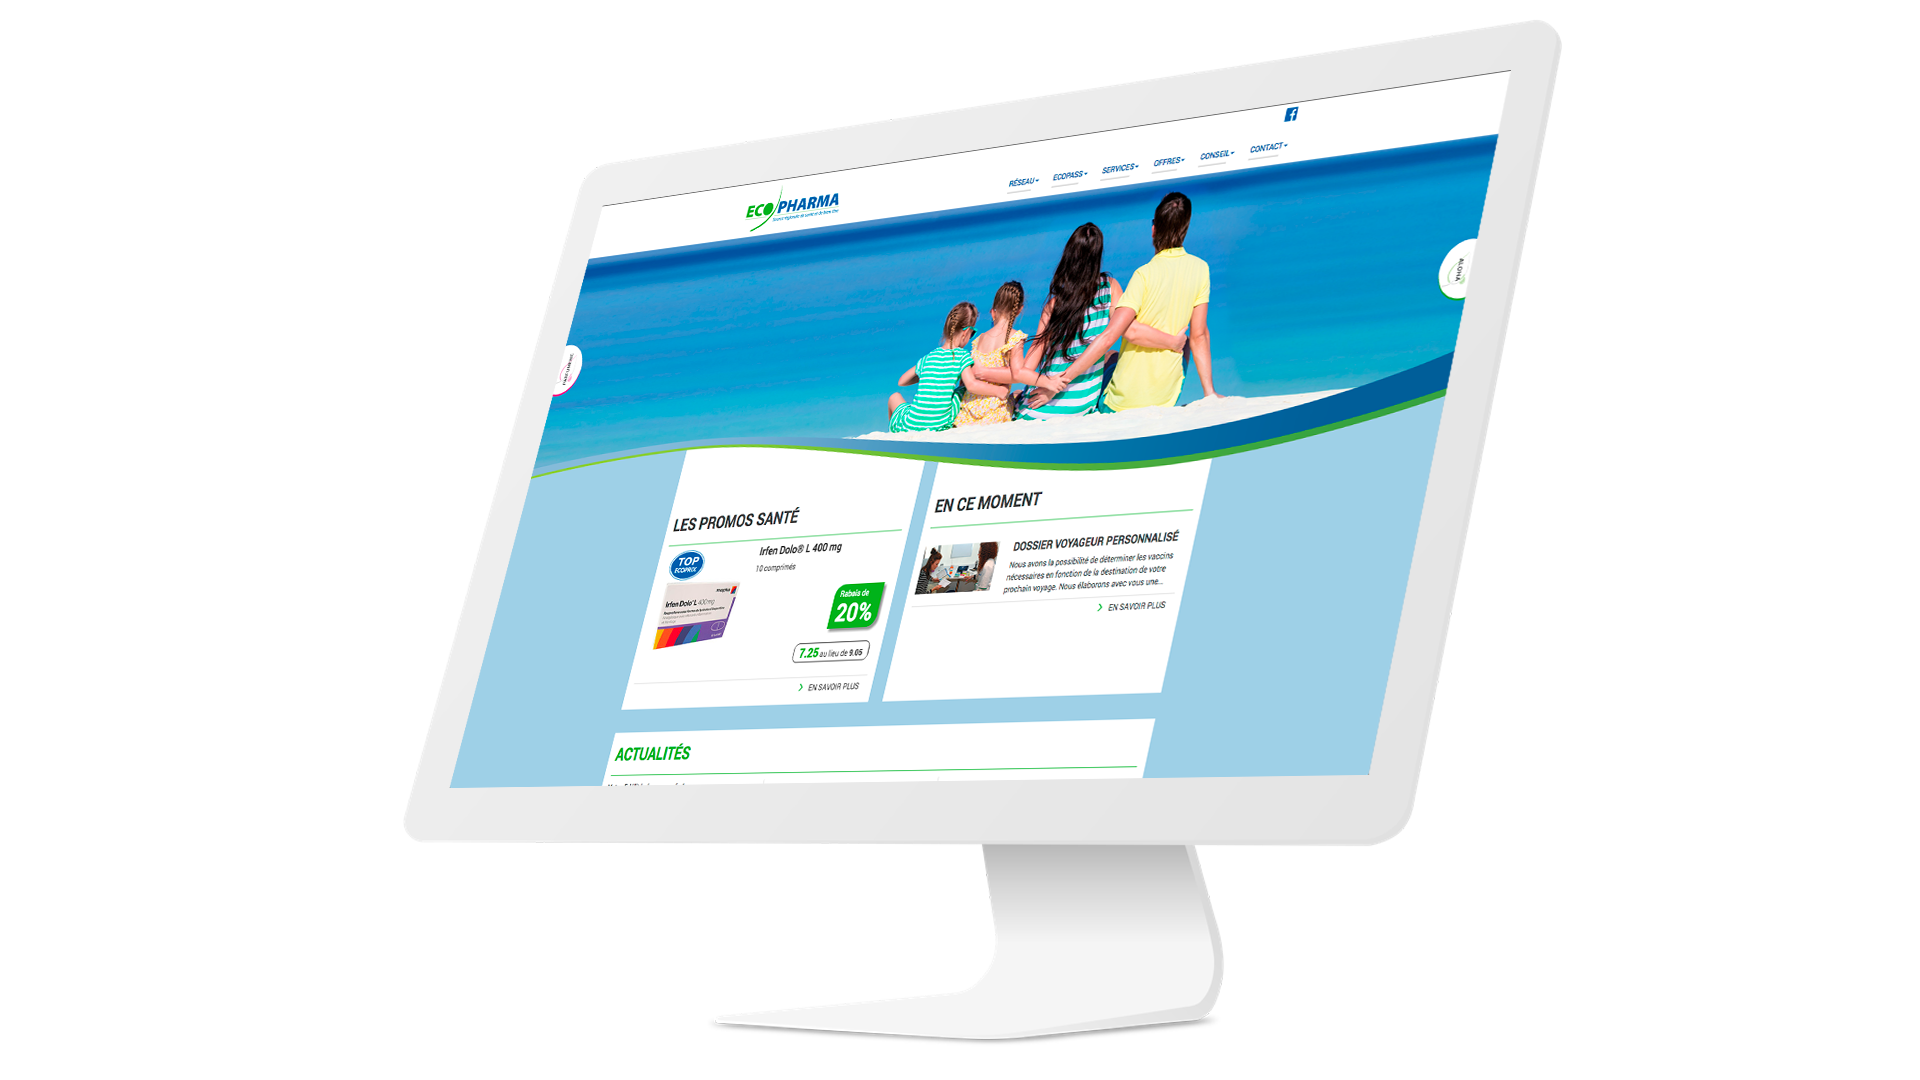 RÉSEAU
ECOPASS
SERVICES
OFFRES
CONSEIL
CONTACT
ECO PHARMA
ALOHA
LES PROMOS SANTÉ
TOP
ECOPRIX
Irfen Dolo® L 400 mg
10 comprimés
Irfen Dolo® L 400 mg
Rabais de
20%
7.25 au lieu de 9.05
EN SAVOIR PLUS
EN CE MOMENT
DOSSIER VOYAGEUR PERSONNALISÉ
Nous avons la possibilité de déterminer les vaccins
nécessaires en fonction de la destination de votre
prochain voyage. Nous élaborons avec vous une...
EN SAVOIR PLUS
ACTUALITÉS